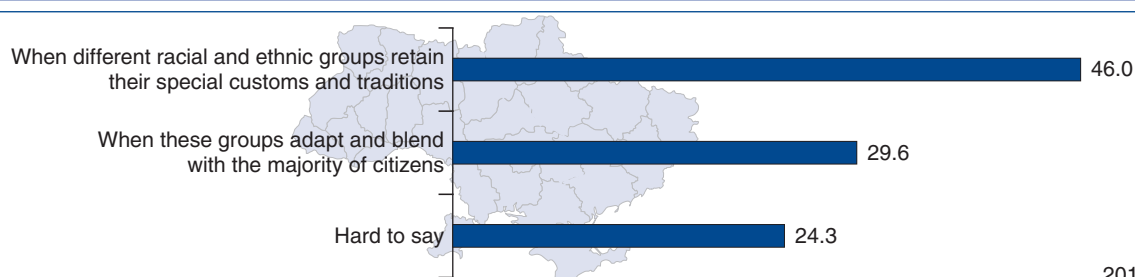 When different racial and ethnic groups retain
their special customs and traditions
46.0
When these groups adapt and blend
with the majority of citizens
29.6
Hard to say
24.3